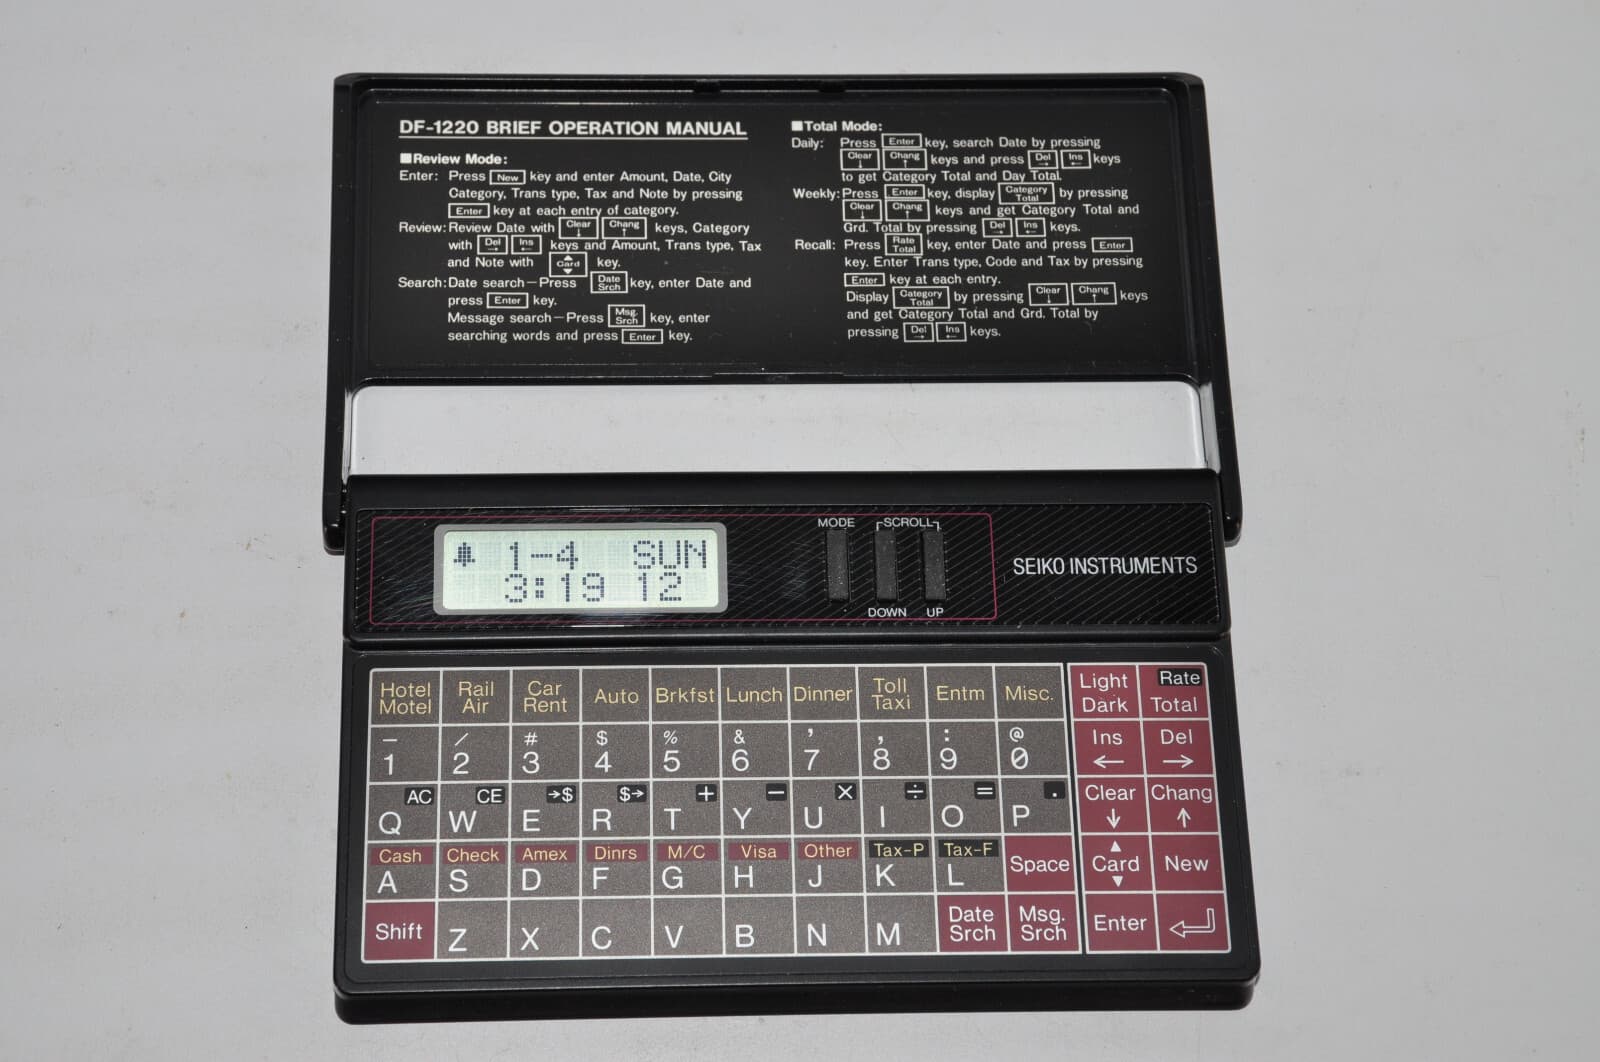 DF-1220 BRIEF OPERATION MANUAL
■Review Mode:
Enter: Press New key and enter Amount, Date, City
Category, Trans type, Tax and Note by pressing
Enter key at each entry of category.
Review: Review Date with Clear ↓ Chang ↑ keys, Category
with Del → Ins ← keys and Amount, Trans type, Tax
and Note with ▲ Card ▼ key.
Search: Date search—Press Date Srch key, enter Date and
press Enter key.
Message search—Press Msg. Srch key, enter
searching words and press Enter key.
■Total Mode:
Daily: Press Enter key, search Date by pressing
Clear ↓ Chang ↑ keys and press Del → Ins ← keys
to get Category Total and Day Total.
Weekly: Press Enter key, display Category Total by pressing
Clear ↓ Chang ↑ keys and get Category Total and
Grd. Total by pressing Del → Ins ← keys.
Recall: Press Rate Total key, enter Date and press Enter
key. Enter Trans type, Code and Tax by pressing
Enter key at each entry.
Display Category Total by pressing Clear ↓ Chang ↑ keys
and get Category Total and Grd. Total by
pressing Del → Ins ← keys.
MODE SCROLL
1-4 SUN
3:19 12
DOWN UP
SEIKO INSTRUMENTS
Hotel Motel Rail Air Car Rent Auto Brkfst Lunch Dinner Toll Taxi Entm Misc. Light Dark Rate Total
− / # $ % & ' , : @ Ins ← Del →
1 2 3 4 5 6 7 8 9 0
AC CE →$ $→ + − × ÷ = . Clear ↓ Chang ↑
Q W E R T Y U I O P
Cash Check Amex Dinrs M/C Visa Other Tax-P Tax-F Space ▲ Card ▼ New
A S D F G H J K L
Shift Z X C V B N M Date Srch Msg. Srch Enter ↵